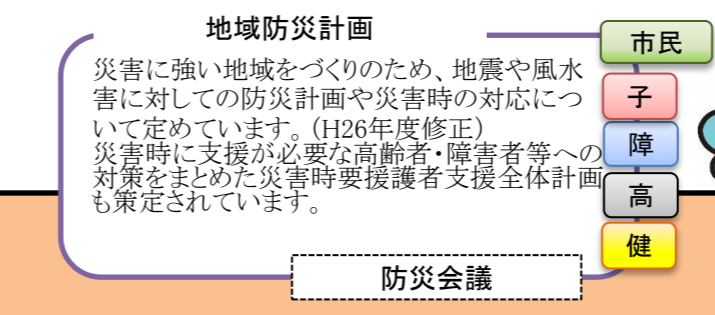 地域防災計画
市民
災害に強い地域をづくりのため、地震や風水
害に対しての防災計画や災害時の対応につ
いて定めています。(H26年度修正)
災害時に支援が必要な高齢者・障害者等への
対策をまとめた災害時要援護者支援全体計画
も策定されています。
子
障
高
健
防災会議